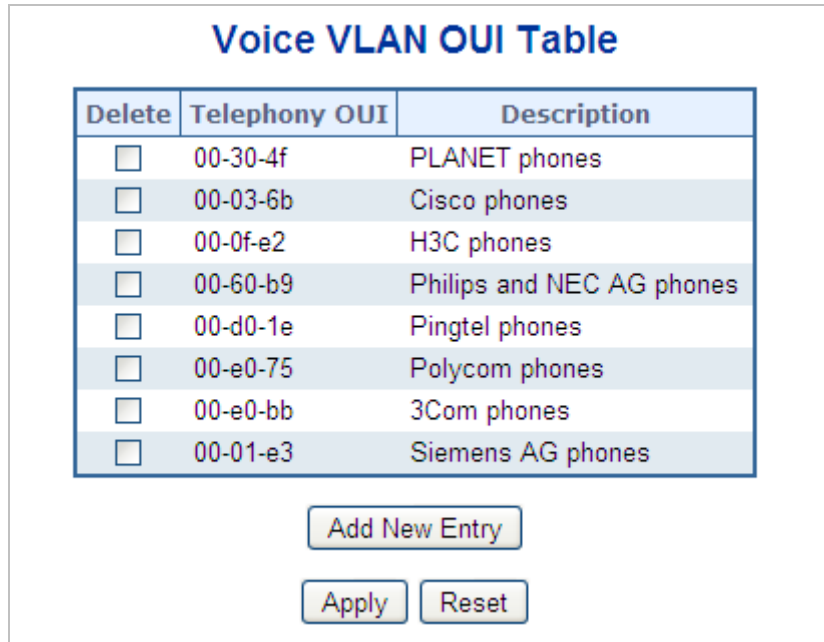 Voice VLAN OUI Table
Delete Telephony OUI Description
00-30-4f PLANET phones
00-03-6b Cisco phones
00-0f-e2 H3C phones
00-60-b9 Philips and NEC AG phones
00-d0-1e Pingtel phones
00-e0-75 Polycom phones
00-e0-bb 3Com phones
00-01-e3 Siemens AG phones
Add New Entry
Apply Reset